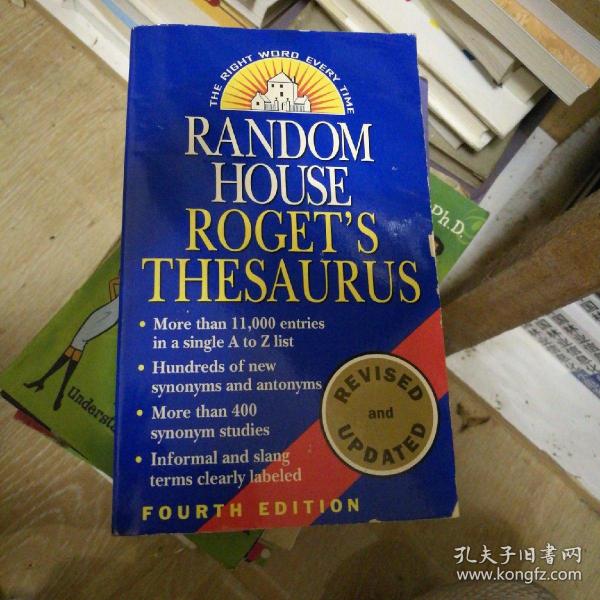 THE RIGHT WORD EVERY TIME
RANDOM
HOUSE
ROGET'S
THESAURUS
• More than 11,000 entries
in a single A to Z list
• Hundreds of new
synonyms and antonyms
• More than 400
synonym studies
• Informal and slang
terms clearly labeled
REVISED
and
UPDATED
FOURTH EDITION
Ph.D.
孔夫子旧书网
www.kongfz.com